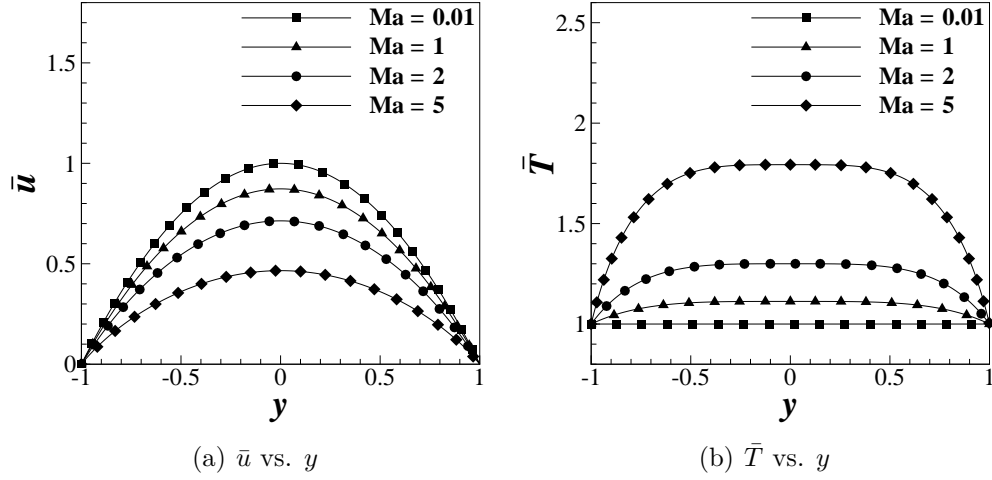 Ma = 0.01
Ma = 1
Ma = 2
Ma = 5
1.5
1
0.5
0
-1
-0.5
0
0.5
1
ū
y
(a) ū vs. y
Ma = 0.01
Ma = 1
Ma = 2
Ma = 5
2.5
2
1.5
1
-1
-0.5
0
0.5
1
T̄
y
(b) T̄ vs. y